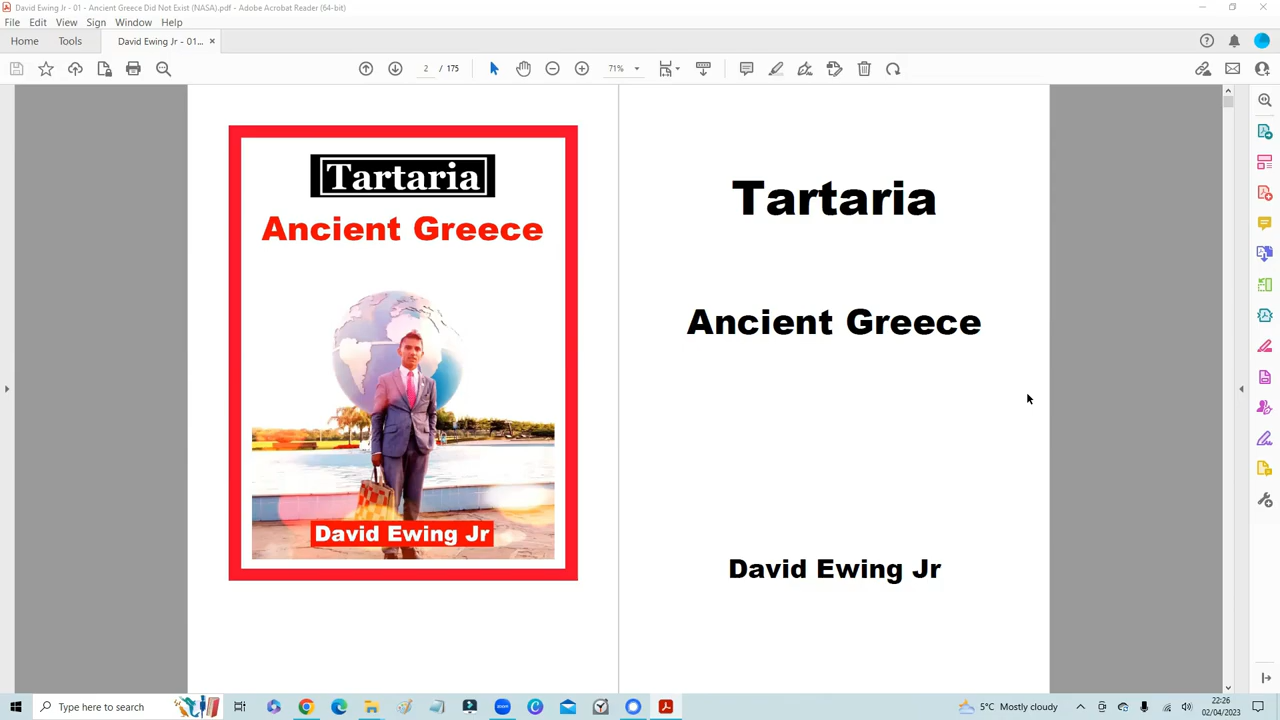 David Ewing Jr - 01 - Ancient Greece Did Not Exist (NASA).pdf - Adobe Acrobat Reader (64-bit)
File Edit View Sign Window Help
Home Tools David Ewing Jr - 01... ×
2 / 175 71%
Tartaria
Ancient Greece
David Ewing Jr
Tartaria
Ancient Greece
David Ewing Jr
Type here to search
5°C Mostly cloudy
22:26
02/04/2023